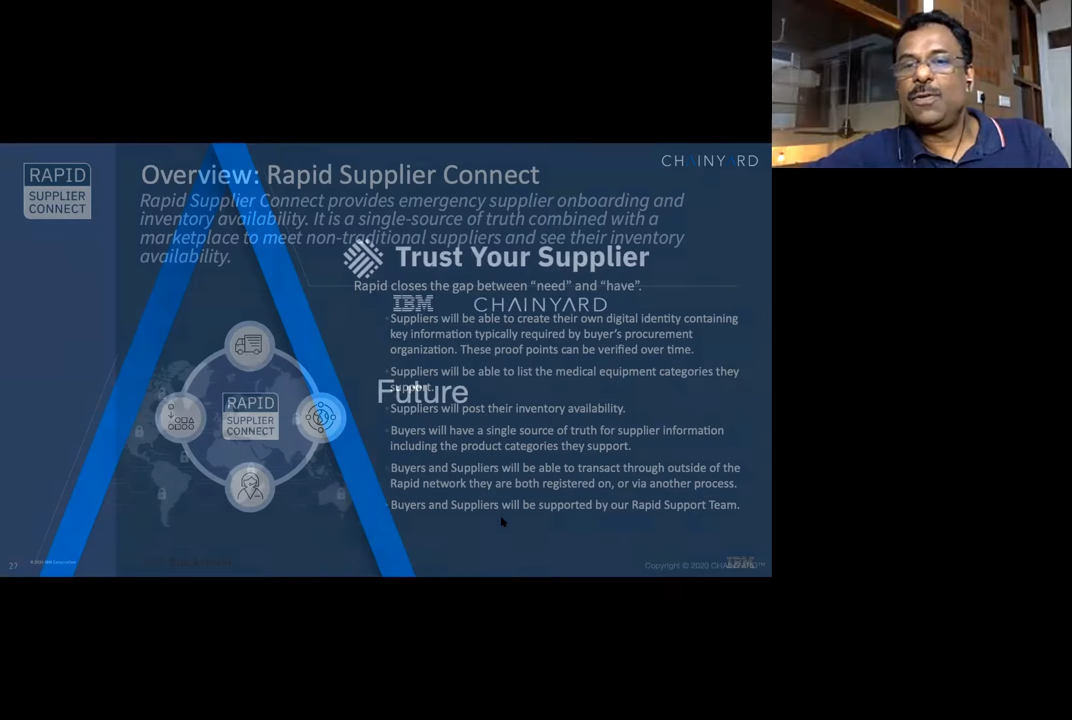 RAPID
SUPPLIER
CONNECT
Overview: Rapid Supplier Connect
CHAINYARD
Rapid Supplier Connect provides emergency supplier onboarding and
inventory availability. It is a single-source of truth combined with a
marketplace to meet non-traditional suppliers and see their inventory
availability.
Trust Your Supplier
Rapid closes the gap between “need” and “have”.
IBM CHAINYARD
Suppliers will be able to create their own digital identity containing
key information typically required by buyer’s procurement
organization. These proof points can be verified over time.
Suppliers will be able to list the medical equipment categories they
support.
Future
Suppliers will post their inventory availability.
Buyers will have a single source of truth for supplier information
including the product categories they support.
Buyers and Suppliers will be able to transact through outside of the
Rapid network they are both registered on, or via another process.
Buyers and Suppliers will be supported by our Rapid Support Team.
RAPID
SUPPLIER
CONNECT
27
IBM
Copyright © 2020 CHAINYARD™